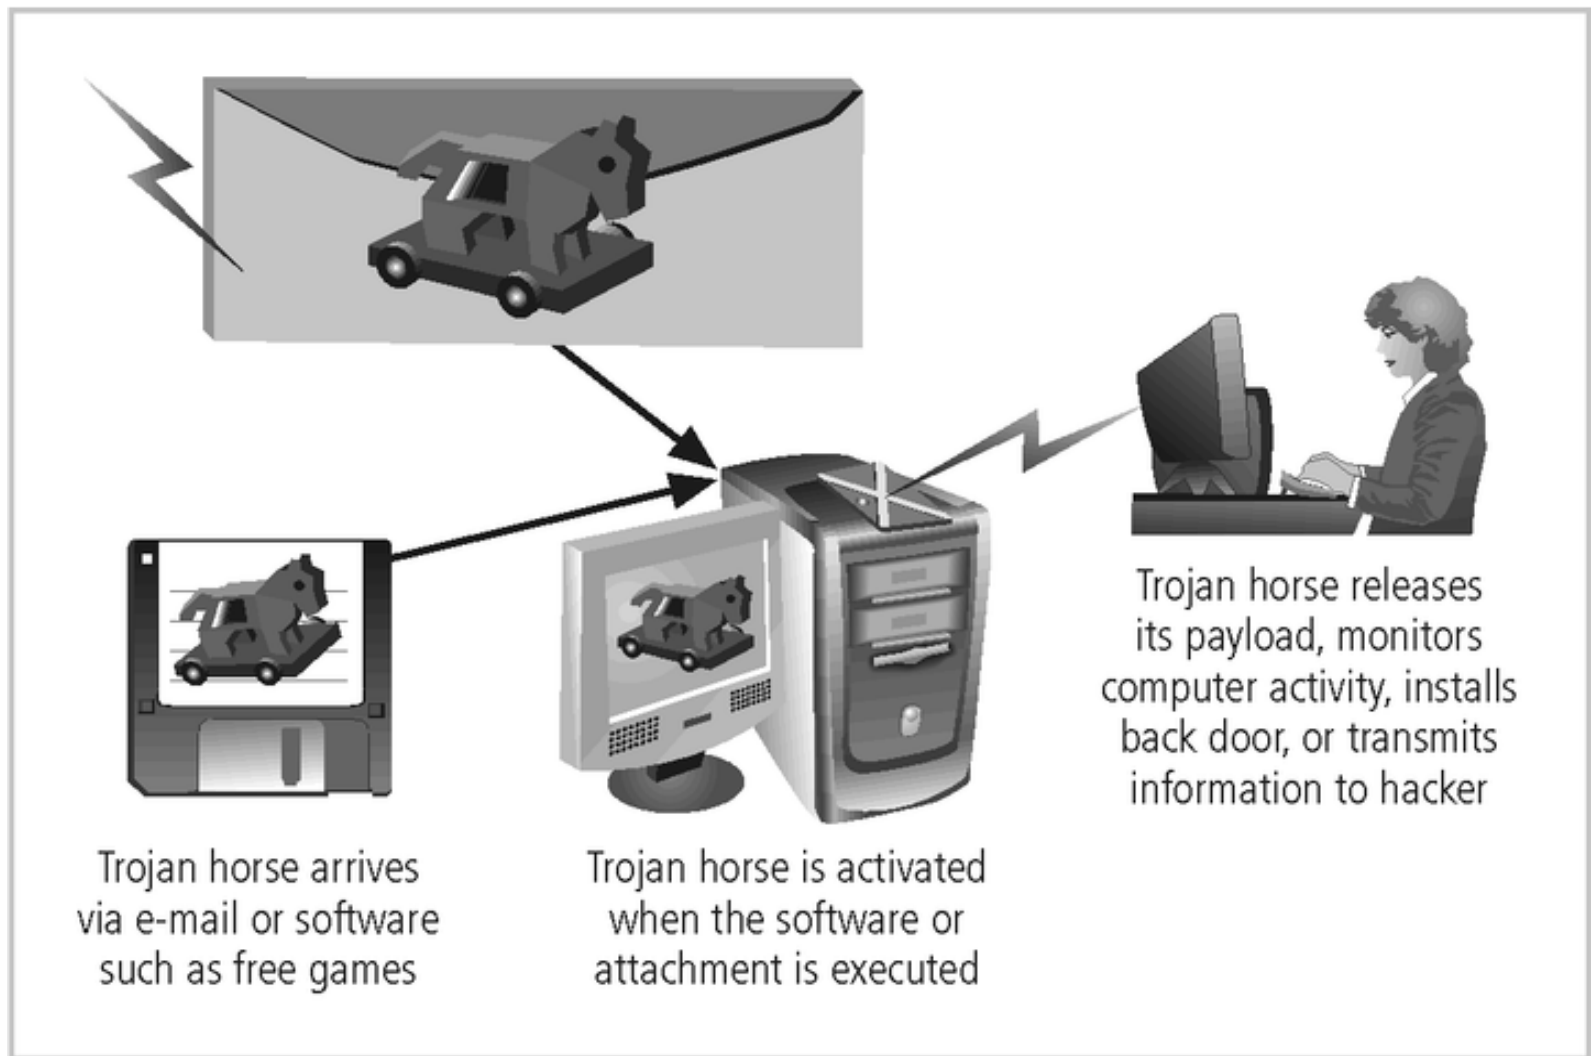 Trojan horse arrives
via e-mail or software
such as free games
Trojan horse is activated
when the software or
attachment is executed
Trojan horse releases
its payload, monitors
computer activity, installs
back door, or transmits
information to hacker